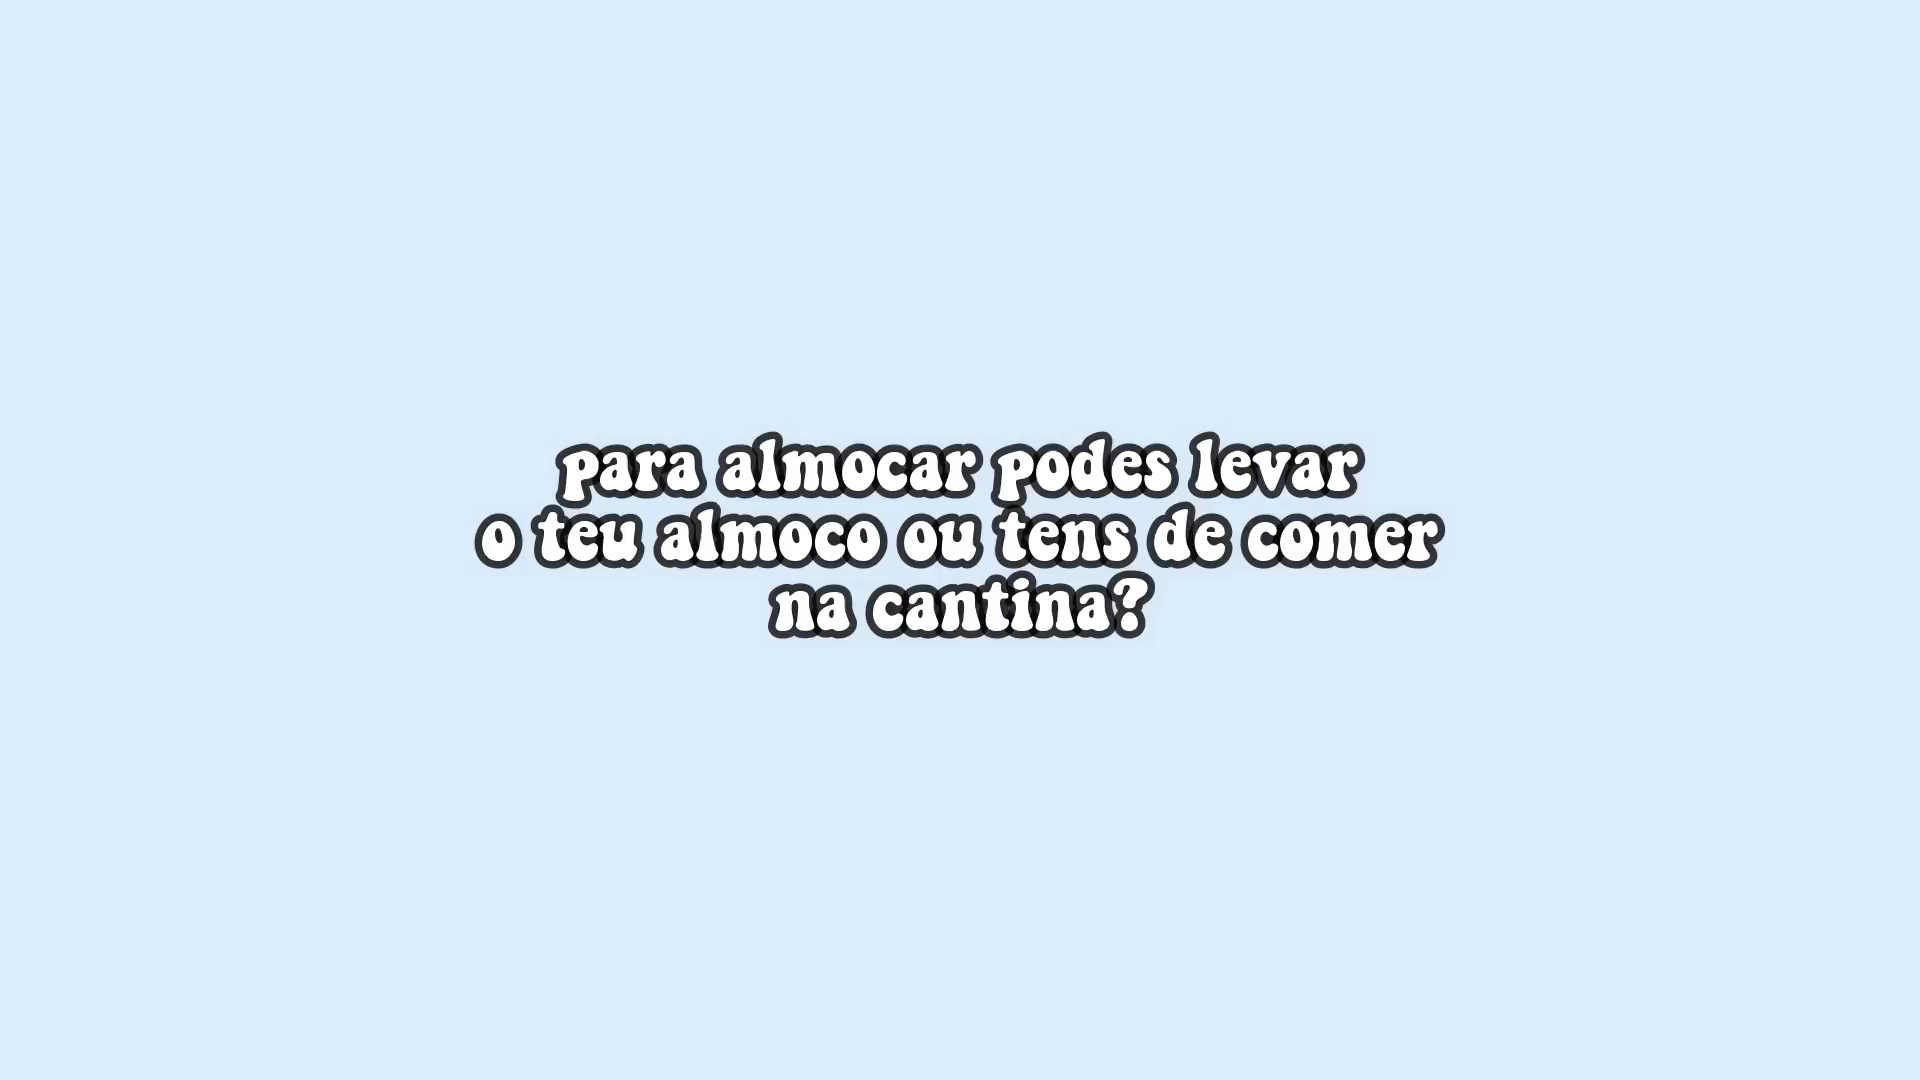 para almocar podes levar
o teu almoco ou tens de comer
na cantina?